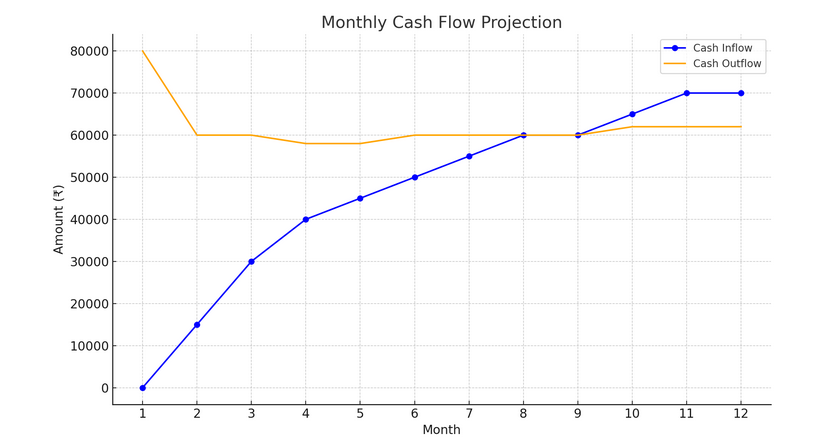 Monthly Cash Flow Projection
Cash Inflow
Cash Outflow
80000
70000
60000
50000
40000
30000
20000
10000
0
Amount (₹)
1 2 3 4 5 6 7 8 9 10 11 12
Month